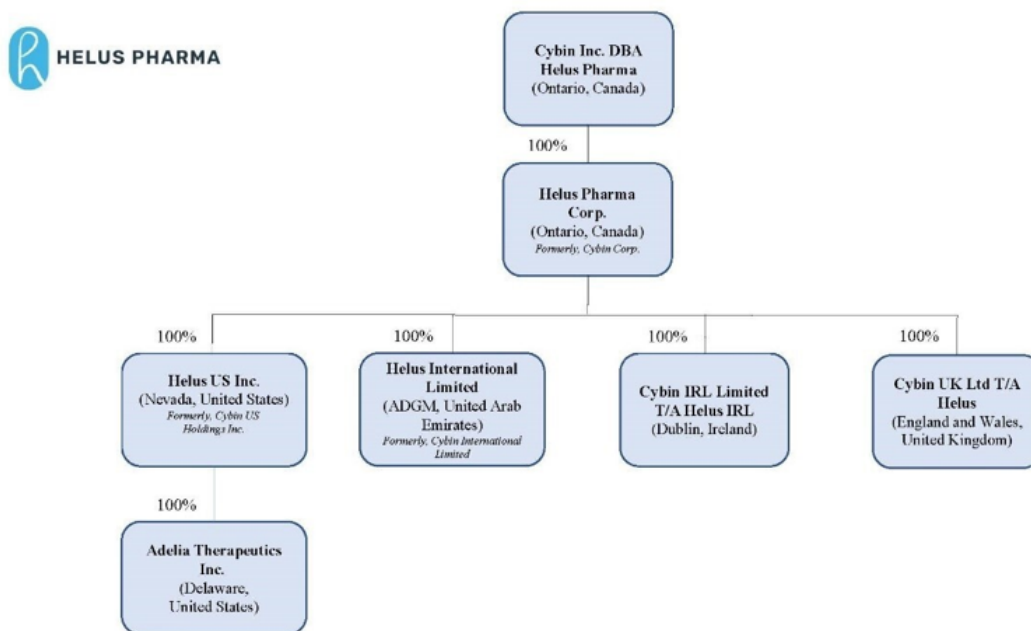 HELUS PHARMA
Cybin Inc. DBA
Helus Pharma
(Ontario, Canada)
100%
Helus Pharma
Corp.
(Ontario, Canada)
Formerly, Cybin Corp.
100%
100%
100%
100%
Helus US Inc.
(Nevada, United States)
Formerly, Cybin US
Holdings Inc.
Helus International
Limited
(ADGM, United Arab
Emirates)
Formerly, Cybin International
Limited
Cybin IRL Limited
T/A Helus IRL
(Dublin, Ireland)
Cybin UK Ltd T/A
Helus
(England and Wales,
United Kingdom)
100%
Adelia Therapeutics
Inc.
(Delaware,
United States)